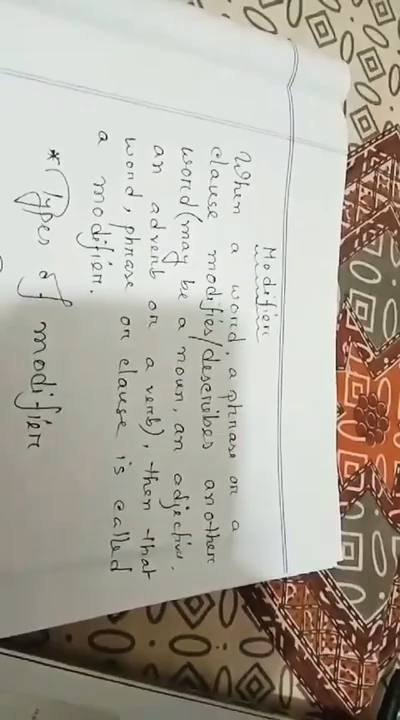 Modifier
When a word, a phrase or a
clause modifies/describes another
word (may be a noun, an adjective,
an adverb or a verb), then that
word, phrase or clause is called
a modifier.
* Types of modifier